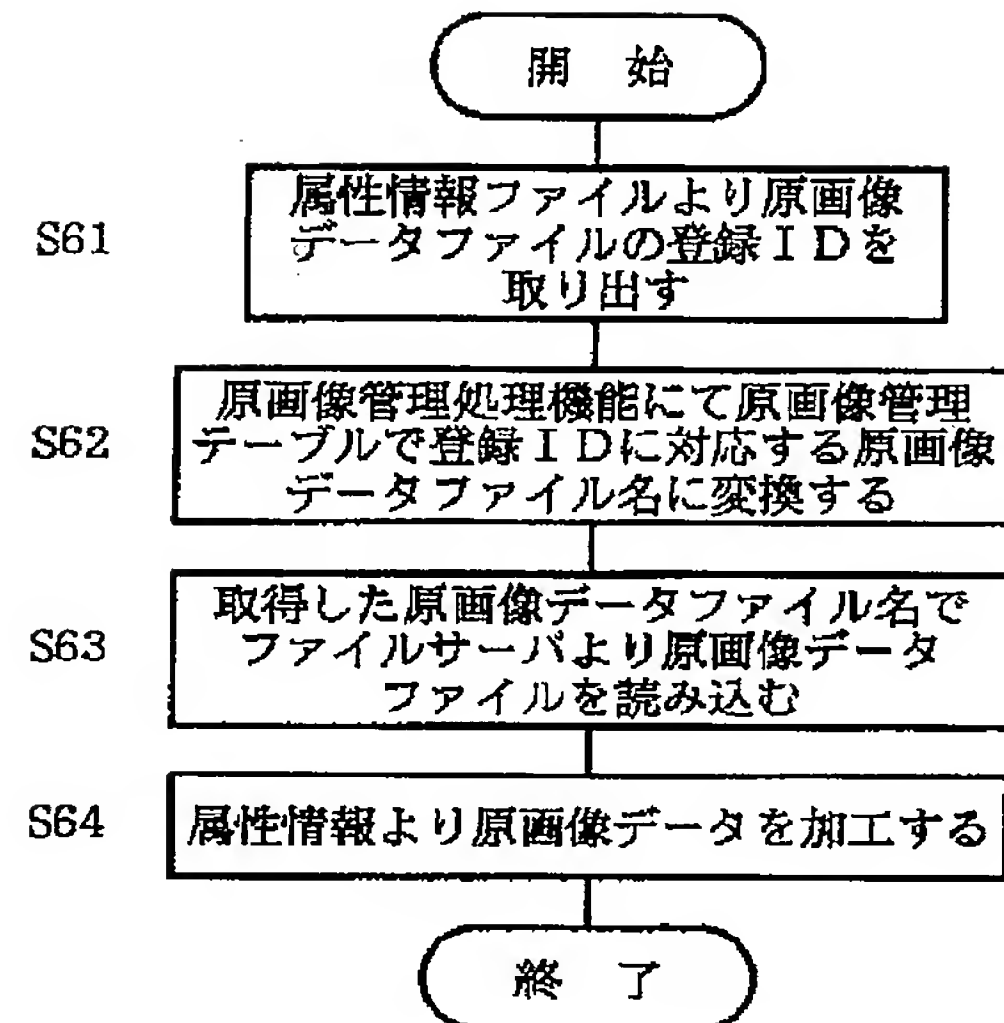 開 始
S61
属性情報ファイルより原画像
データファイルの登録IDを
取り出す
S62
原画像管理処理機能にて原画像管理
テーブルで登録IDに対応する原画像
データファイル名に変換する
S63
取得した原画像データファイル名で
ファイルサーバより原画像データ
ファイルを読み込む
S64
属性情報より原画像データを加工する
終 了